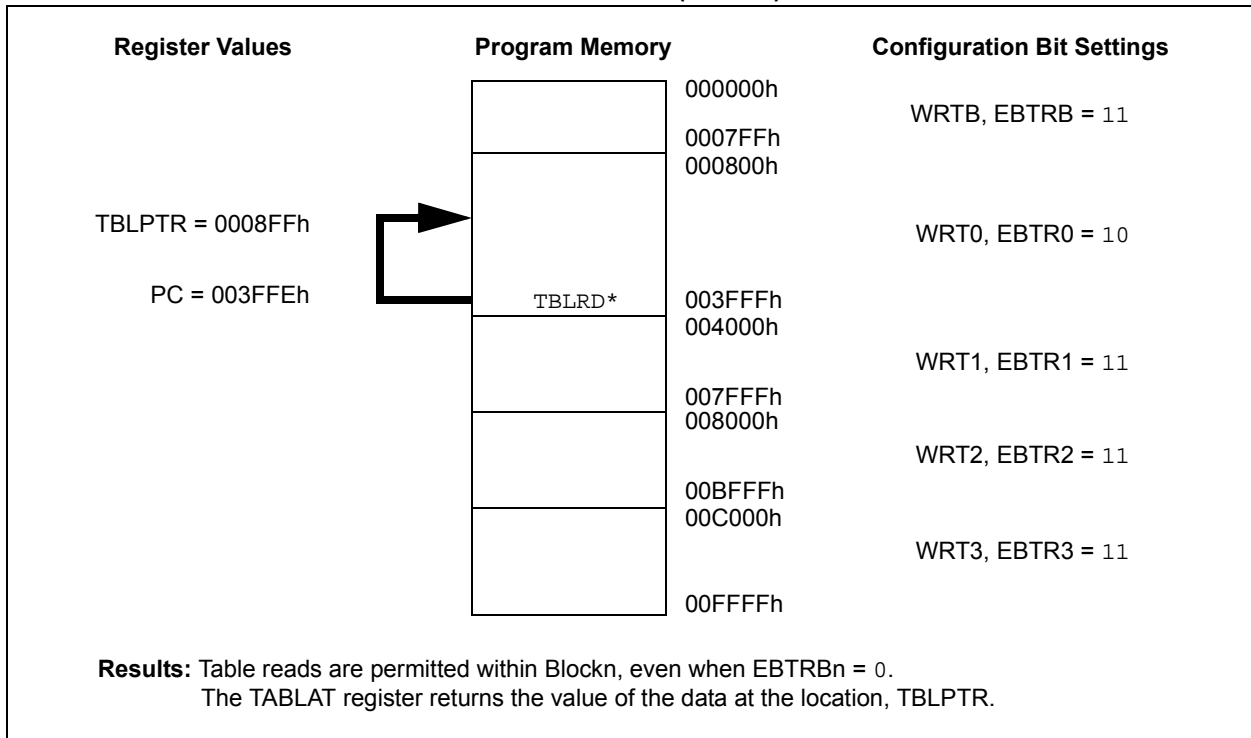 Register Values
Program Memory
Configuration Bit Settings
000000h
WRTB, EBTRB = 11
0007FFh
000800h
TBLPTR = 0008FFh
WRT0, EBTR0 = 10
PC = 003FFEh
TBLRD*
003FFFh
004000h
WRT1, EBTR1 = 11
007FFFh
008000h
WRT2, EBTR2 = 11
00BFFFh
00C000h
WRT3, EBTR3 = 11
00FFFFh
Results: Table reads are permitted within Blockn, even when EBTRBn = 0.
The TABLAT register returns the value of the data at the location, TBLPTR.